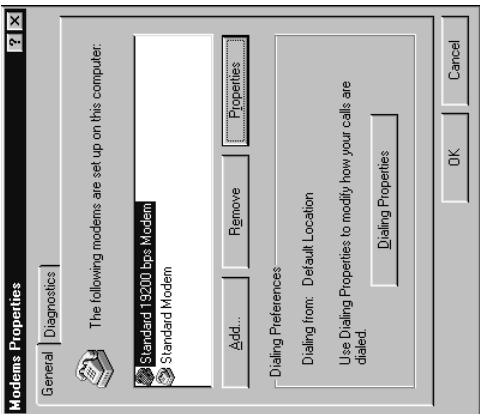 Modems Properties
General Diagnostics
The following modems are set up on this computer:
Standard 19200 bps Modem
Standard Modem
Add... Remove Properties
Dialing Preferences
Dialing from: Default Location
Use Dialing Properties to modify how your calls are
dialed.
Dialing Properties
OK Cancel